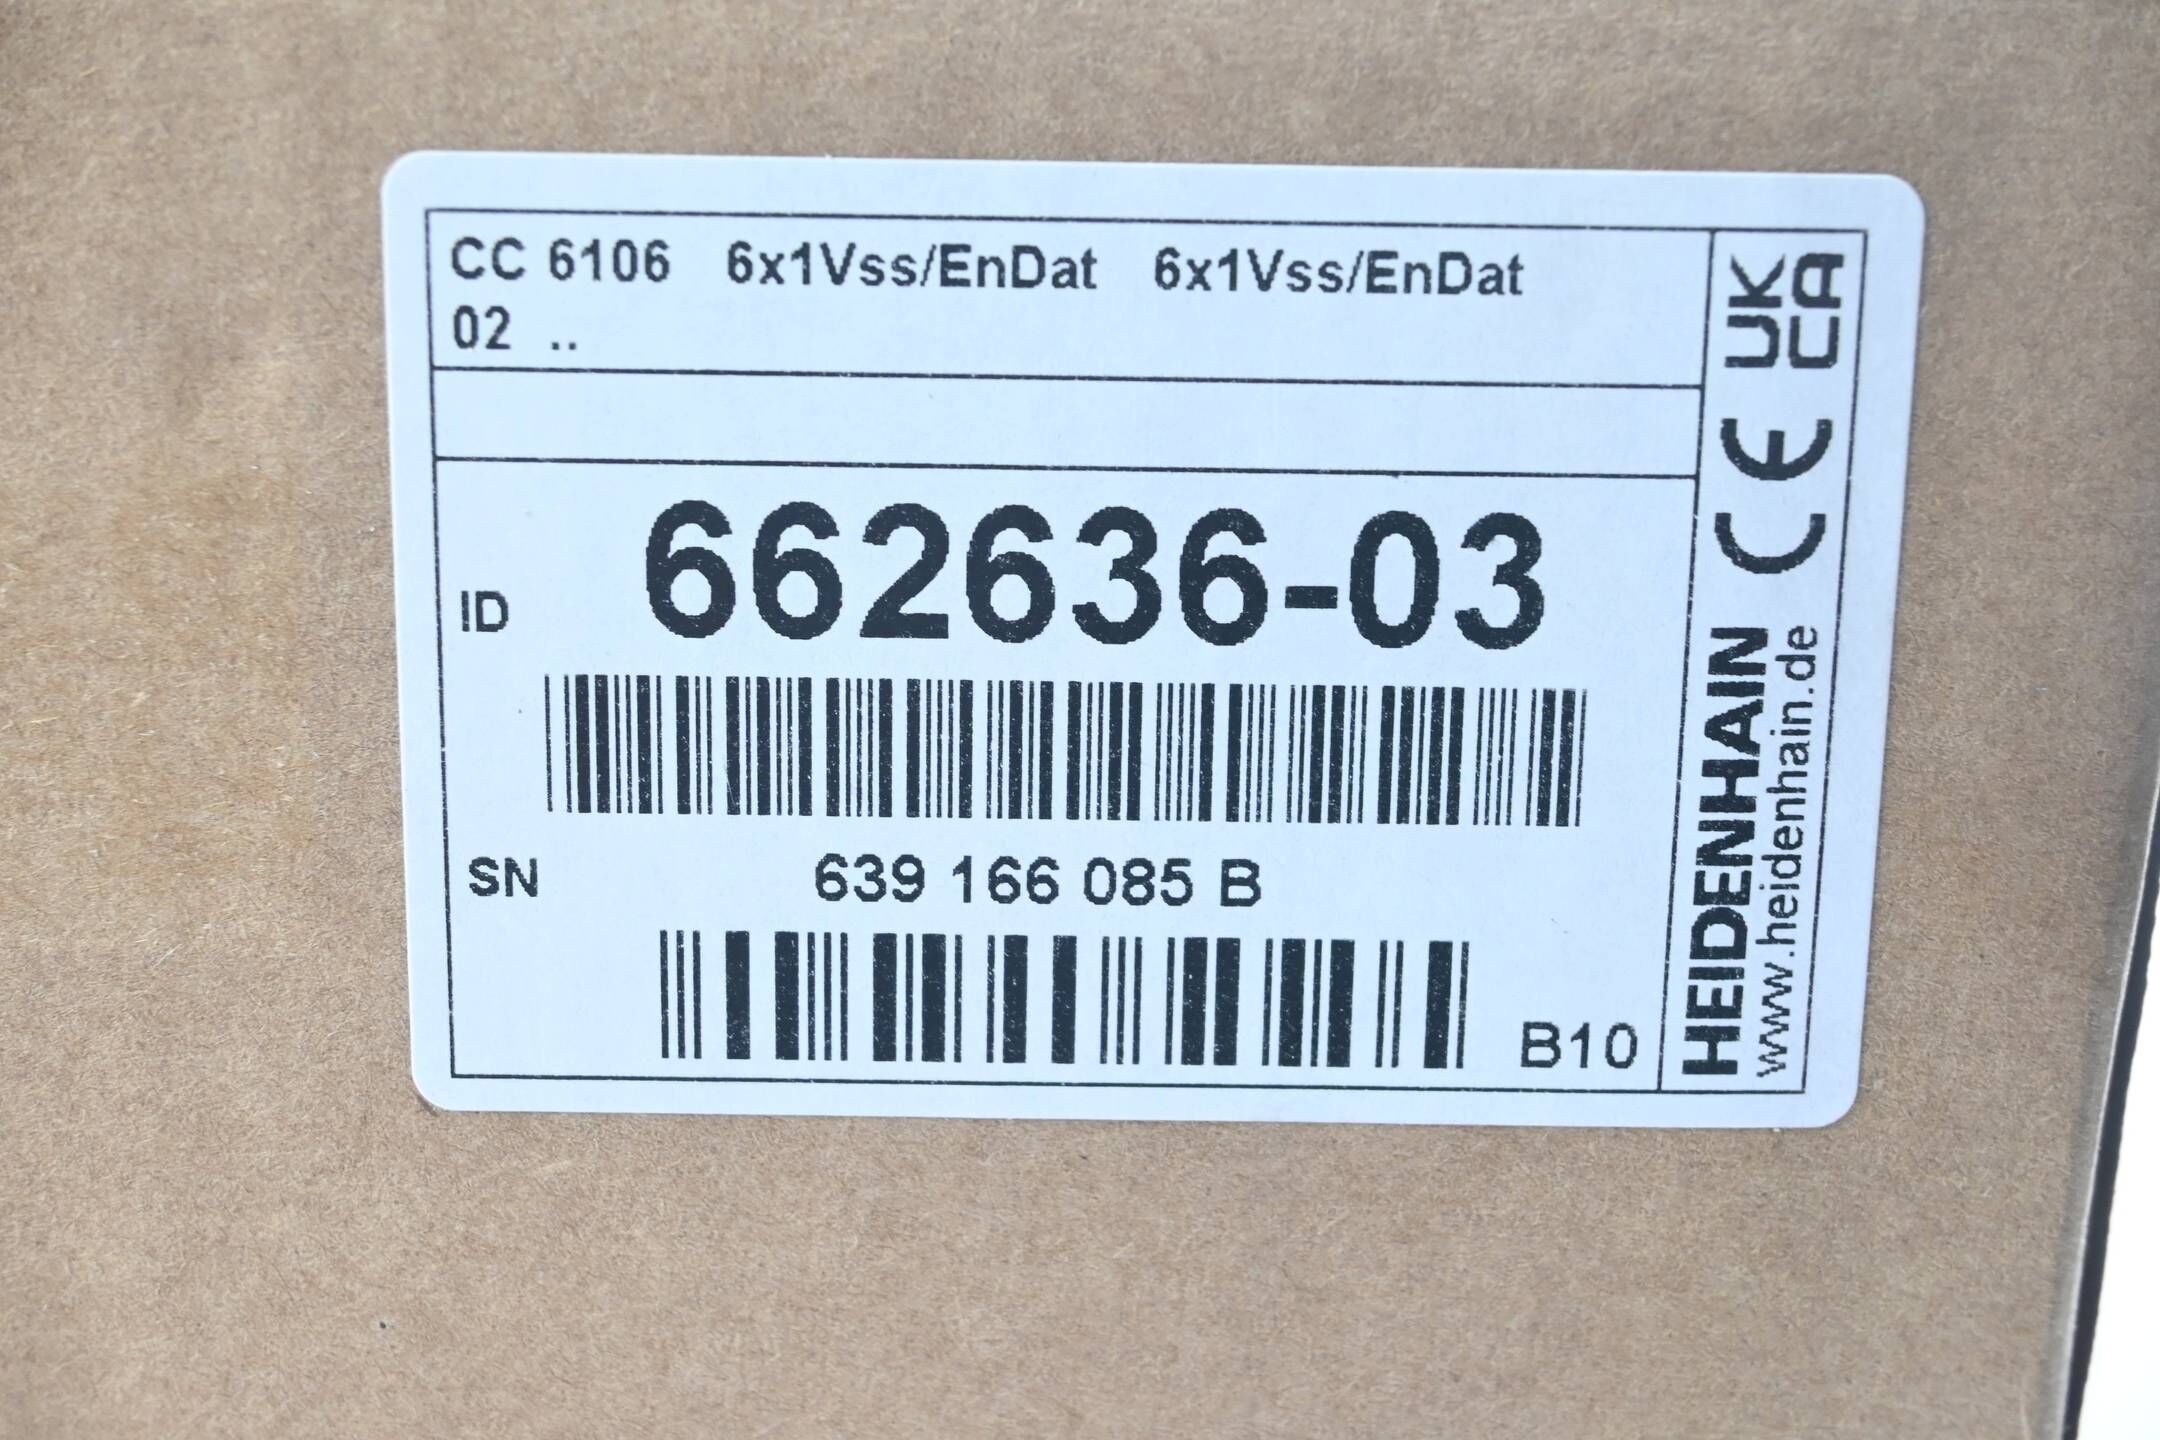 CC 6106 6x1Vss/EnDat 6x1Vss/EnDat
02 ..
ID 662636-03
SN 639 166 085 B
B10
HEIDENHAIN CE UK CA
www.heidenhain.de